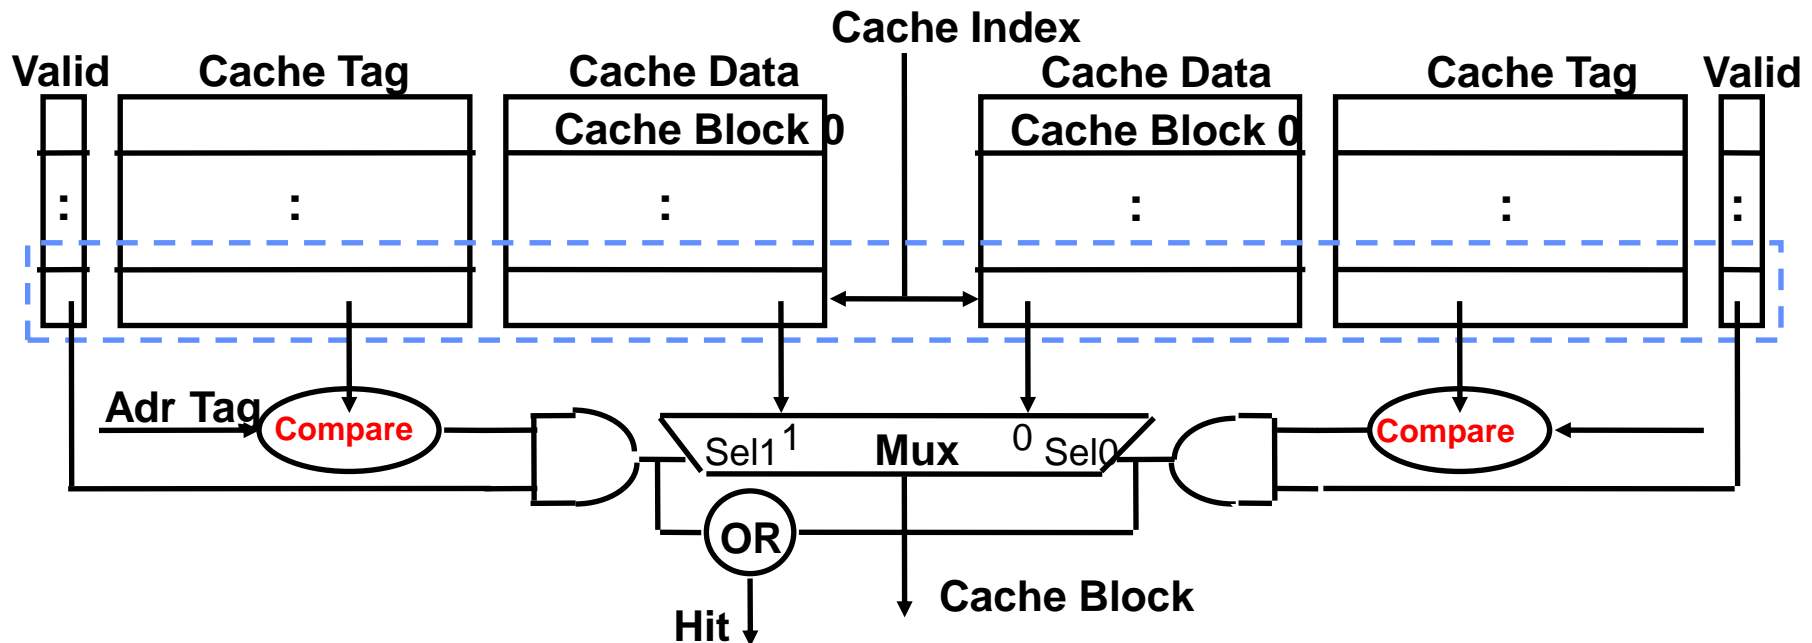 Cache Index
Valid Cache Tag Cache Data Cache Data Cache Tag Valid
Cache Block 0 Cache Block 0
: : : : : :
Adr Tag
Compare Sel1 1 Mux 0 Sel0 Compare
OR
Cache Block
Hit